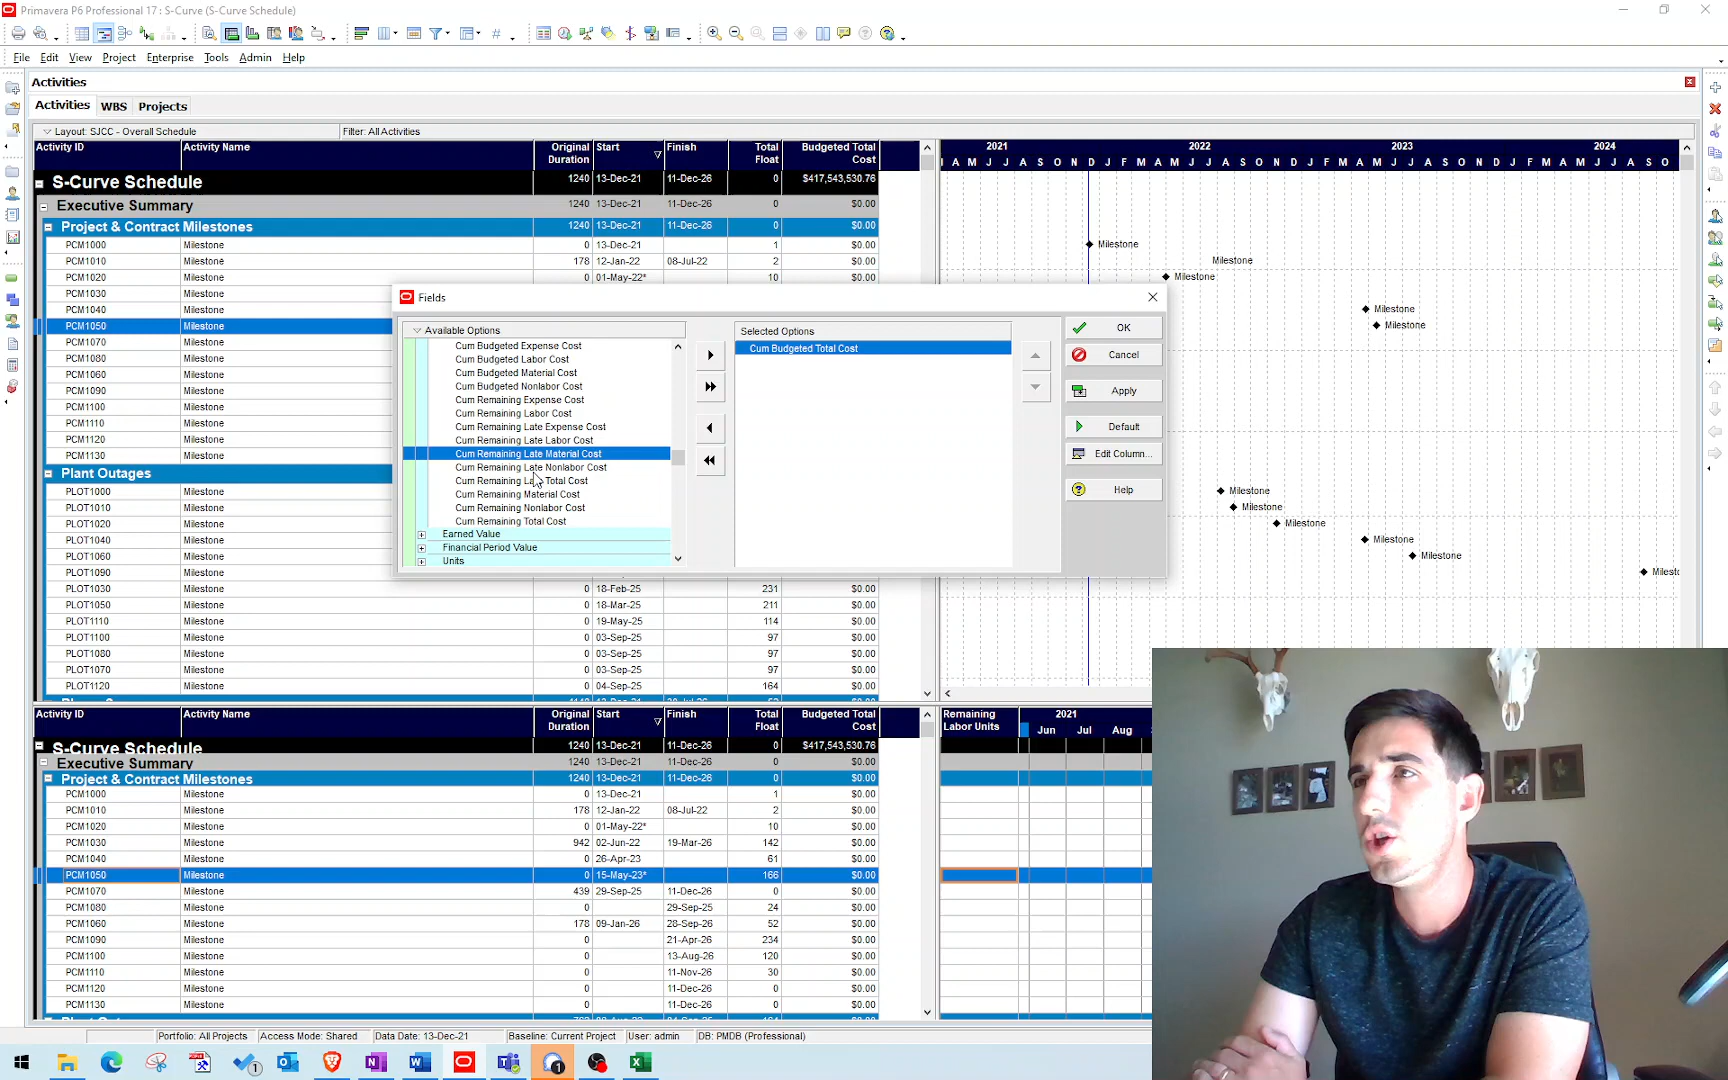 Primavera P6 Professional 17 : S-Curve (S-Curve Schedule)
File Edit View Project Enterprise Tools Admin Help
Activities
Activities WBS Projects
Layout: SJCC - Overall Schedule Filter: All Activities
Activity ID Activity Name Original Duration Start Finish Total Float Budgeted Total Cost
2021 2022 2023 2024
A M J J A S O N D J F M A M J J A S O N D J F M A M J J A S O N D J F M A M J J A S O
S-Curve Schedule 1240 13-Dec-21 11-Dec-26 0 $417,543,530.76
Executive Summary 1240 13-Dec-21 11-Dec-26 0 $0.00
Project & Contract Milestones 1240 13-Dec-21 11-Dec-26 0 $0.00
PCM1000 Milestone 0 13-Dec-21 1 $0.00 Milestone
PCM1010 Milestone 178 12-Jan-22 08-Jul-22 2 $0.00 Milestone
PCM1020 Milestone 0 01-May-22* 10 $0.00 Milestone
PCM1030 Milestone
PCM1040 Milestone Milestone
PCM1050 Milestone Milestone
PCM1070 Milestone
PCM1080 Milestone
PCM1060 Milestone
PCM1090 Milestone
PCM1100 Milestone
PCM1110 Milestone
PCM1120 Milestone
PCM1130 Milestone
Plant Outages
PLOT1000 Milestone Milestone
PLOT1010 Milestone Milestone
PLOT1020 Milestone Milestone
PLOT1040 Milestone Milestone
PLOT1060 Milestone Milestone
PLOT1090 Milestone Milest
PLOT1030 Milestone 0 18-Feb-25 231 $0.00
PLOT1050 Milestone 0 18-Mar-25 211 $0.00
PLOT1110 Milestone 0 19-May-25 114 $0.00
PLOT1100 Milestone 0 03-Sep-25 97 $0.00
PLOT1080 Milestone 0 03-Sep-25 97 $0.00
PLOT1070 Milestone 0 03-Sep-25 97 $0.00
PLOT1120 Milestone 0 04-Sep-25 164 $0.00
Fields
Available Options
Cum Budgeted Expense Cost
Cum Budgeted Labor Cost
Cum Budgeted Material Cost
Cum Budgeted Nonlabor Cost
Cum Remaining Expense Cost
Cum Remaining Labor Cost
Cum Remaining Late Expense Cost
Cum Remaining Late Labor Cost
Cum Remaining Late Material Cost
Cum Remaining Late Nonlabor Cost
Cum Remaining Total Cost
Cum Remaining Material Cost
Cum Remaining Nonlabor Cost
Cum Remaining Total Cost
Earned Value
Financial Period Value
Units
Selected Options
Cum Budgeted Total Cost
OK
Cancel
Apply
Default
Edit Column...
Help
Activity ID Activity Name Original Duration Start Finish Total Float Budgeted Total Cost Remaining Labor Units 2021
Jun Jul Aug
S-Curve Schedule 1240 13-Dec-21 11-Dec-26 0 $417,543,530.76
Executive Summary 1240 13-Dec-21 11-Dec-26 0 $0.00
Project & Contract Milestones 1240 13-Dec-21 11-Dec-26 0 $0.00
PCM1000 Milestone 0 13-Dec-21 1 $0.00
PCM1010 Milestone 178 12-Jan-22 08-Jul-22 2 $0.00
PCM1020 Milestone 0 01-May-22* 10 $0.00
PCM1030 Milestone 942 02-Jun-22 19-Mar-26 142 $0.00
PCM1040 Milestone 0 26-Apr-23 61 $0.00
PCM1050 Milestone 0 15-May-23* 166 $0.00
PCM1070 Milestone 439 29-Sep-25 11-Dec-26 0 $0.00
PCM1080 Milestone 0 29-Sep-25 24 $0.00
PCM1060 Milestone 178 09-Jan-26 28-Sep-26 52 $0.00
PCM1090 Milestone 0 21-Apr-26 234 $0.00
PCM1100 Milestone 0 13-Aug-26 120 $0.00
PCM1110 Milestone 0 11-Nov-26 30 $0.00
PCM1120 Milestone 0 11-Dec-26 0 $0.00
PCM1130 Milestone 0 11-Dec-26 0 $0.00
Portfolio: All Projects Access Mode: Shared Data Date: 13-Dec-21 Baseline: Current Project User: admin DB: PMDB (Professional)